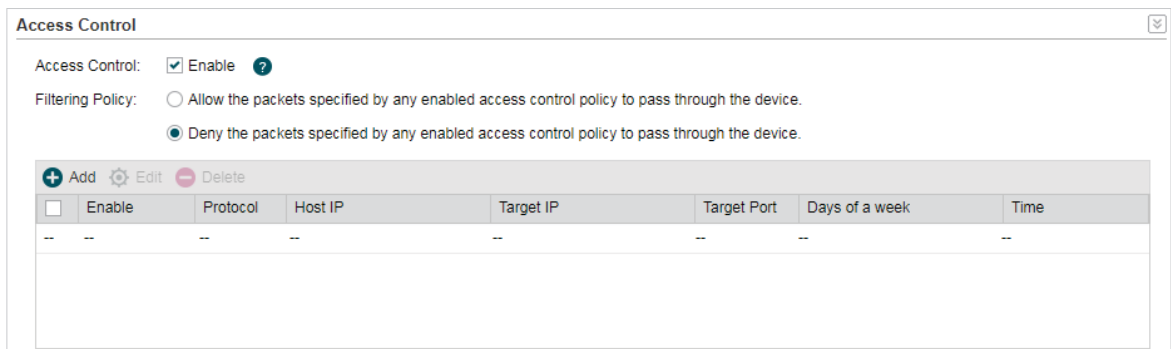 Access Control
Access Control: Enable ?
Filtering Policy: Allow the packets specified by any enabled access control policy to pass through the device.
Deny the packets specified by any enabled access control policy to pass through the device.
Add Edit Delete
Enable Protocol Host IP Target IP Target Port Days of a week Time
-- -- -- -- -- -- -- --